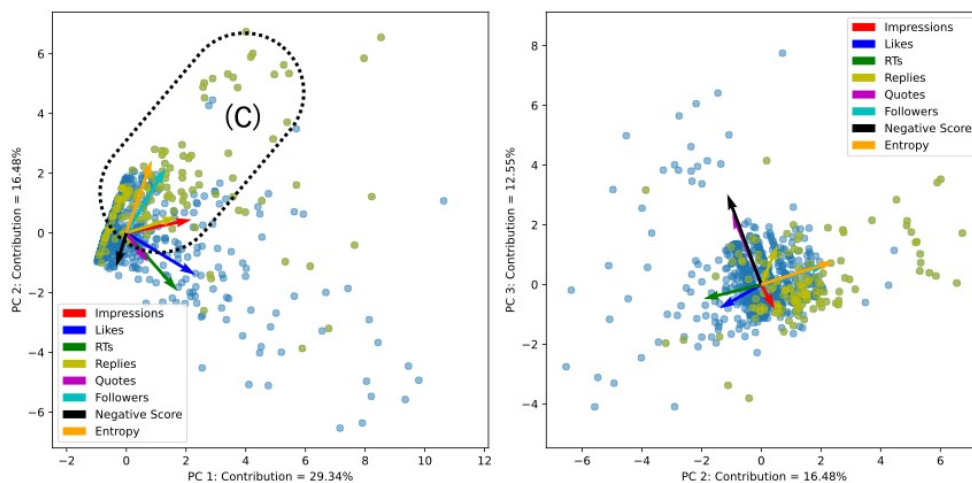 6
4
2
0
−2
−4
−6
PC 2: Contribution = 16.48%
(C)
Impressions
Likes
RTs
Replies
Quotes
Followers
Negative Score
Entropy
−2
0
2
4
6
8
10
12
PC 1: Contribution = 29.34%
8
6
4
2
0
−2
−4
PC 3: Contribution = 12.55%
Impressions
Likes
RTs
Replies
Quotes
Followers
Negative Score
Entropy
−6
−4
−2
0
2
4
6
PC 2: Contribution = 16.48%